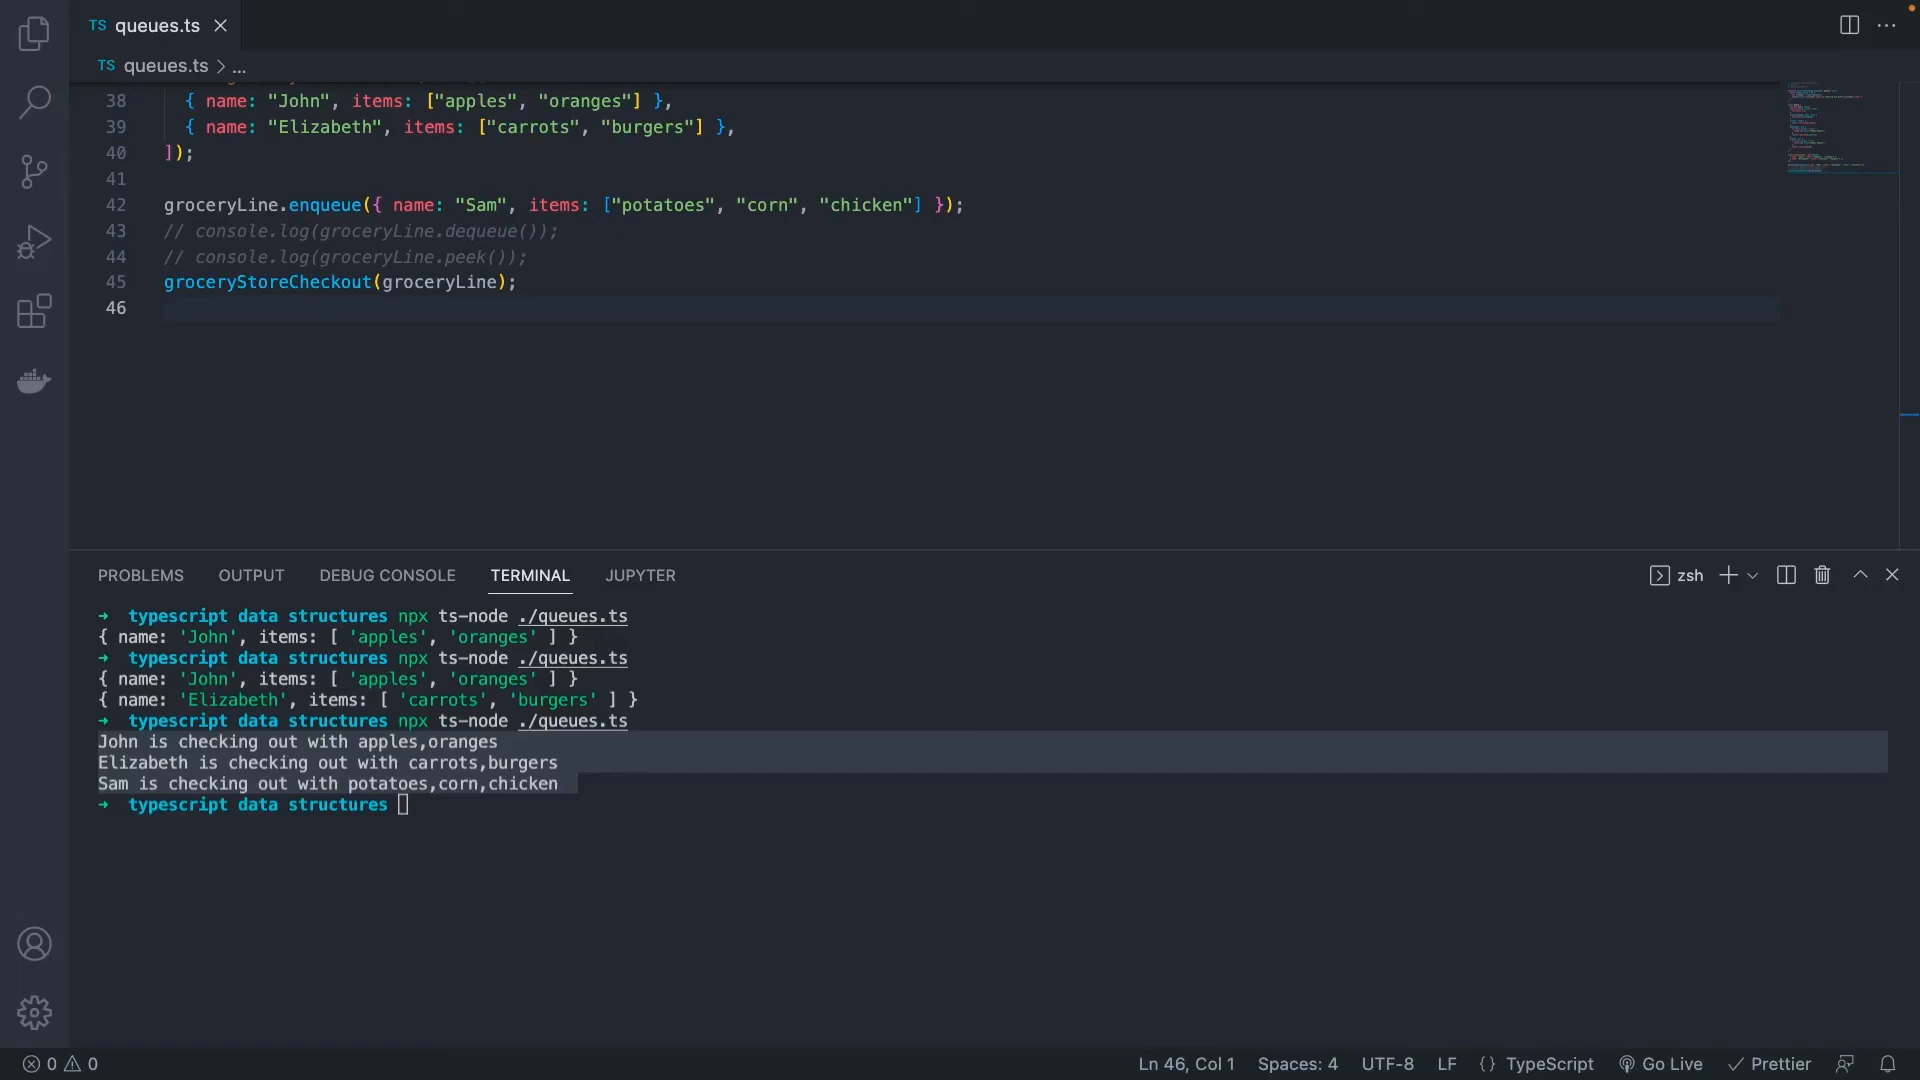 TS queues.ts
TS queues.ts > ...
38 { name: "John", items: ["apples", "oranges"] },
39 { name: "Elizabeth", items: ["carrots", "burgers"] },
40 ]);
41
42 groceryLine.enqueue({ name: "Sam", items: ["potatoes", "corn", "chicken"] });
43 // console.log(groceryLine.dequeue());
44 // console.log(groceryLine.peek());
45 groceryStoreCheckout(groceryLine);
46
PROBLEMS OUTPUT DEBUG CONSOLE TERMINAL JUPYTER zsh
→ typescript data structures npx ts-node ./queues.ts
{ name: 'John', items: [ 'apples', 'oranges' ] }
→ typescript data structures npx ts-node ./queues.ts
{ name: 'John', items: [ 'apples', 'oranges' ] }
{ name: 'Elizabeth', items: [ 'carrots', 'burgers' ] }
→ typescript data structures npx ts-node ./queues.ts
John is checking out with apples,oranges
Elizabeth is checking out with carrots,burgers
Sam is checking out with potatoes,corn,chicken
→ typescript data structures
0 0 Ln 46, Col 1 Spaces: 4 UTF-8 LF {} TypeScript Go Live Prettier